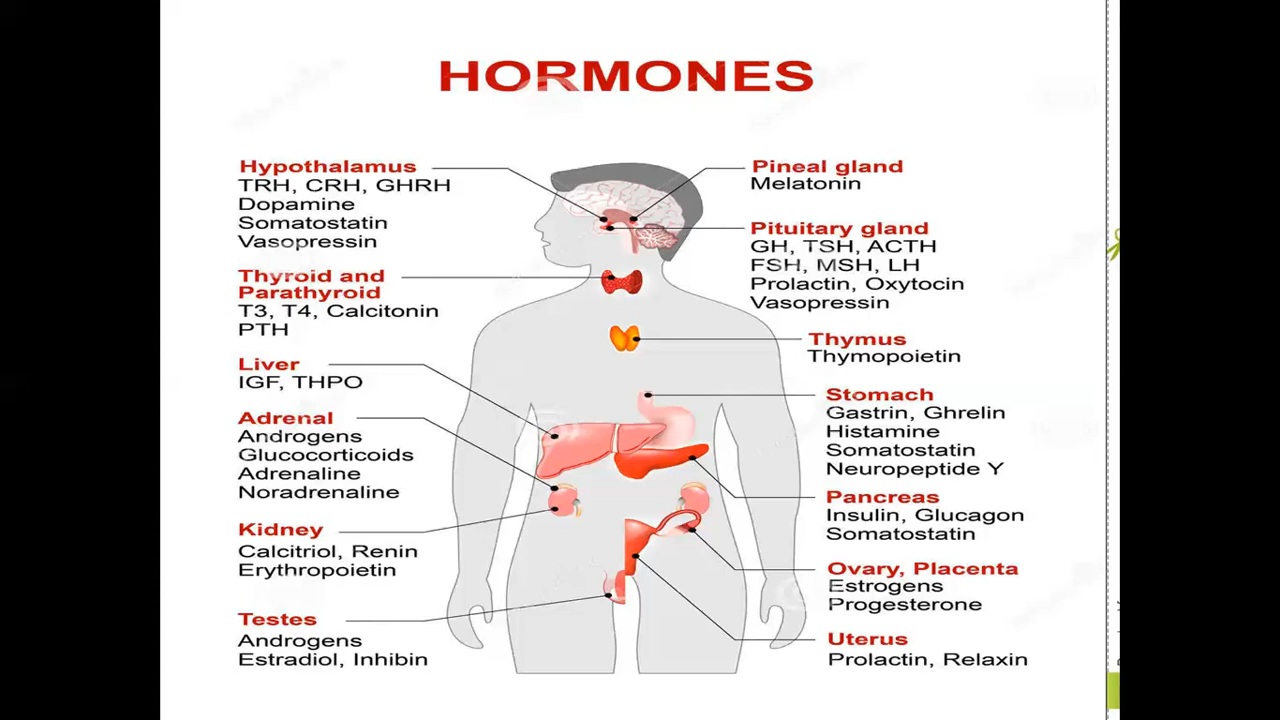 HORMONES
Hypothalamus
TRH, CRH, GHRH
Dopamine
Somatostatin
Vasopressin
Thyroid and
Parathyroid
T3, T4, Calcitonin
PTH
Liver
IGF, THPO
Adrenal
Androgens
Glucocorticoids
Adrenaline
Noradrenaline
Kidney
Calcitriol, Renin
Erythropoietin
Testes
Androgens
Estradiol, Inhibin
Pineal gland
Melatonin
Pituitary gland
GH, TSH, ACTH
FSH, MSH, LH
Prolactin, Oxytocin
Vasopressin
Thymus
Thymopoietin
Stomach
Gastrin, Ghrelin
Histamine
Somatostatin
Neuropeptide Y
Pancreas
Insulin, Glucagon
Somatostatin
Ovary, Placenta
Estrogens
Progesterone
Uterus
Prolactin, Relaxin